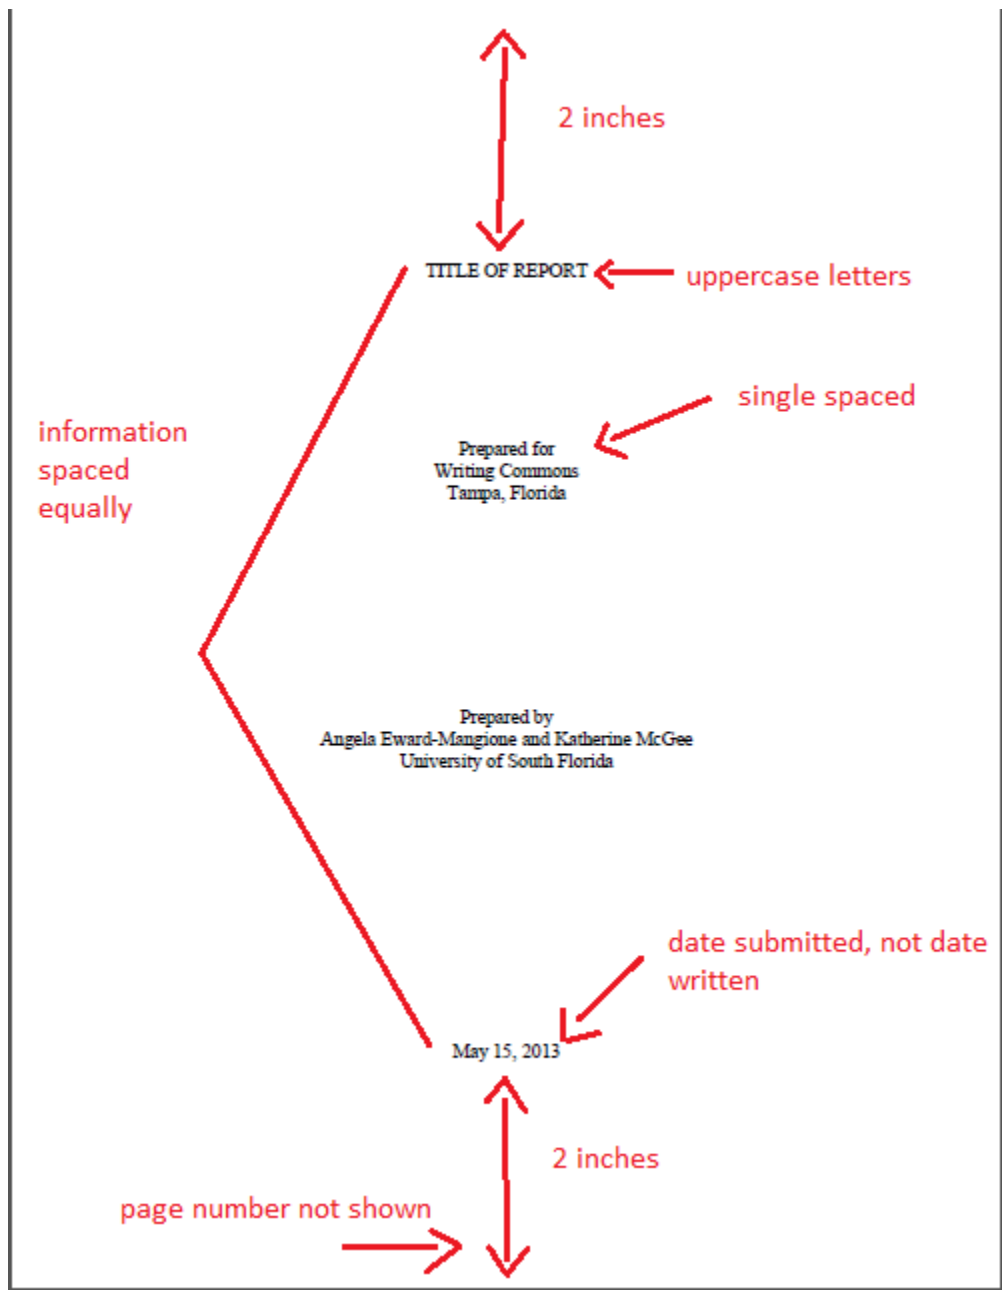 2 inches
TITLE OF REPORT
uppercase letters
single spaced
information
spaced
equally
Prepared for
Writing Commons
Tampa, Florida
Prepared by
Angela Eward-Mangione and Katherine McGee
University of South Florida
date submitted, not date
written
May 15, 2013
2 inches
page number not shown